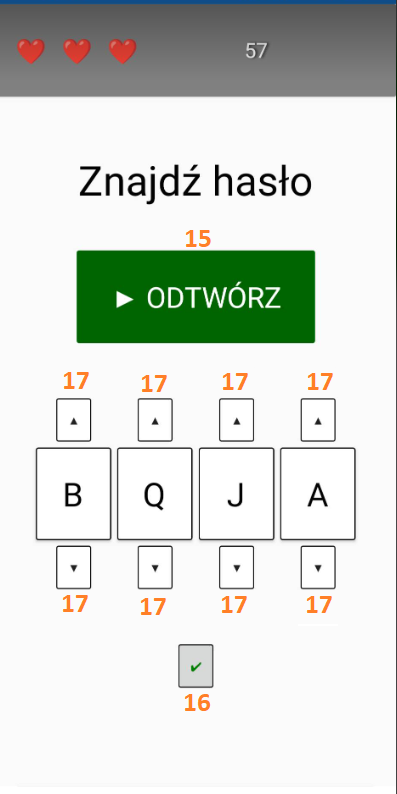 57
Znajdź hasło
15
► ODTWÓRZ
17 17 17 17
▲ ▲ ▲ ▲
B Q J A
▼ ▼ ▼ ▼
17 17 17 17
✔
16